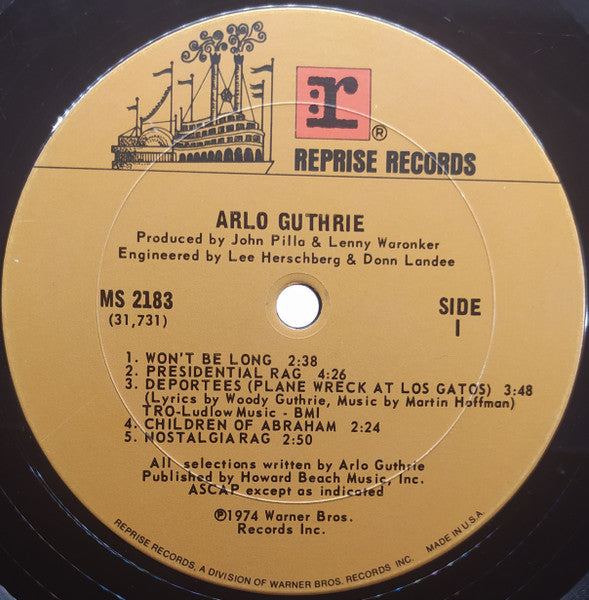 r
®
REPRISE RECORDS
ARLO GUTHRIE
Produced by John Pilla & Lenny Waronker
Engineered by Lee Herschberg & Donn Landee
MS 2183
(31,731)
SIDE
I
1. WON'T BE LONG 2:38
2. PRESIDENTIAL RAG 4:26
3. DEPORTEES (PLANE WRECK AT LOS GATOS) 3:48
(Lyrics by Woody Guthrie, Music by Martin Hoffman)
TRO-Ludlow Music - BMI
4. CHILDREN OF ABRAHAM 2:24
5. NOSTALGIA RAG 2:50
All selections written by Arlo Guthrie
Published by Howard Beach Music, Inc.
ASCAP except as indicated
℗1974 Warner Bros.
Records Inc.
REPRISE RECORDS, A DIVISION OF WARNER BROS. RECORDS INC. MADE IN U.S.A.